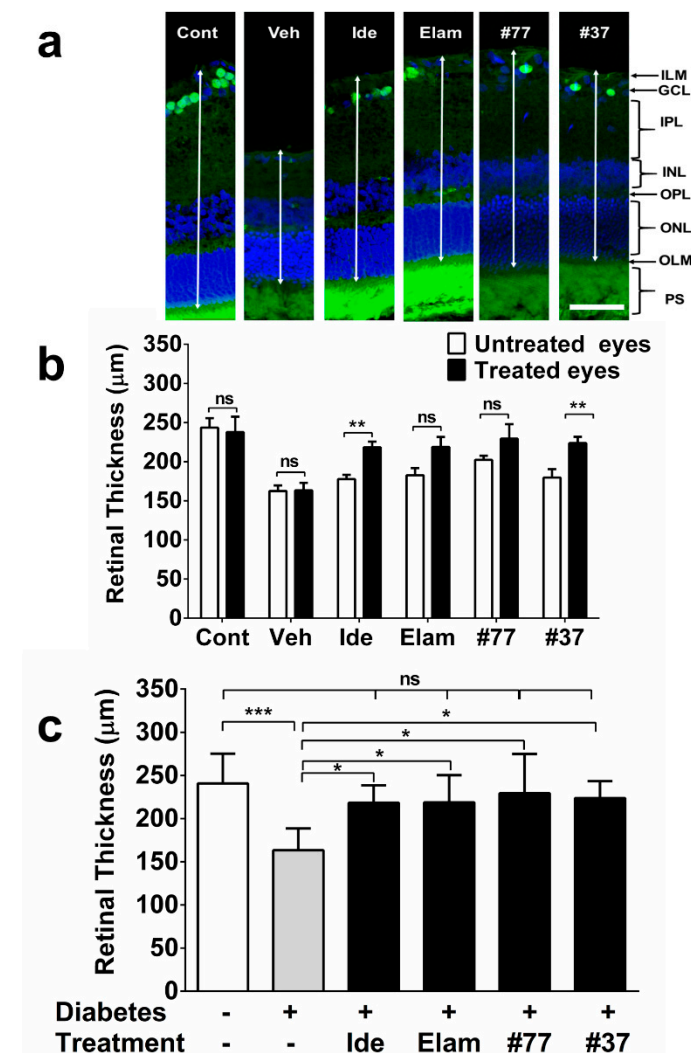 a
Cont Veh Ide Elam #77 #37
ILM
GCL
IPL
INL
OPL
ONL
OLM
PS
b
Retinal Thickness (μm)
350
300
250
200
150
100
50
0
Untreated eyes
Treated eyes
ns ns ** ns ns **
Cont Veh Ide Elam #77 #37
c
Retinal Thickness (μm)
350
300
250
200
150
100
50
0
ns
***
*
*
*
*
Diabetes - + + + + +
Treatment - - Ide Elam #77 #37